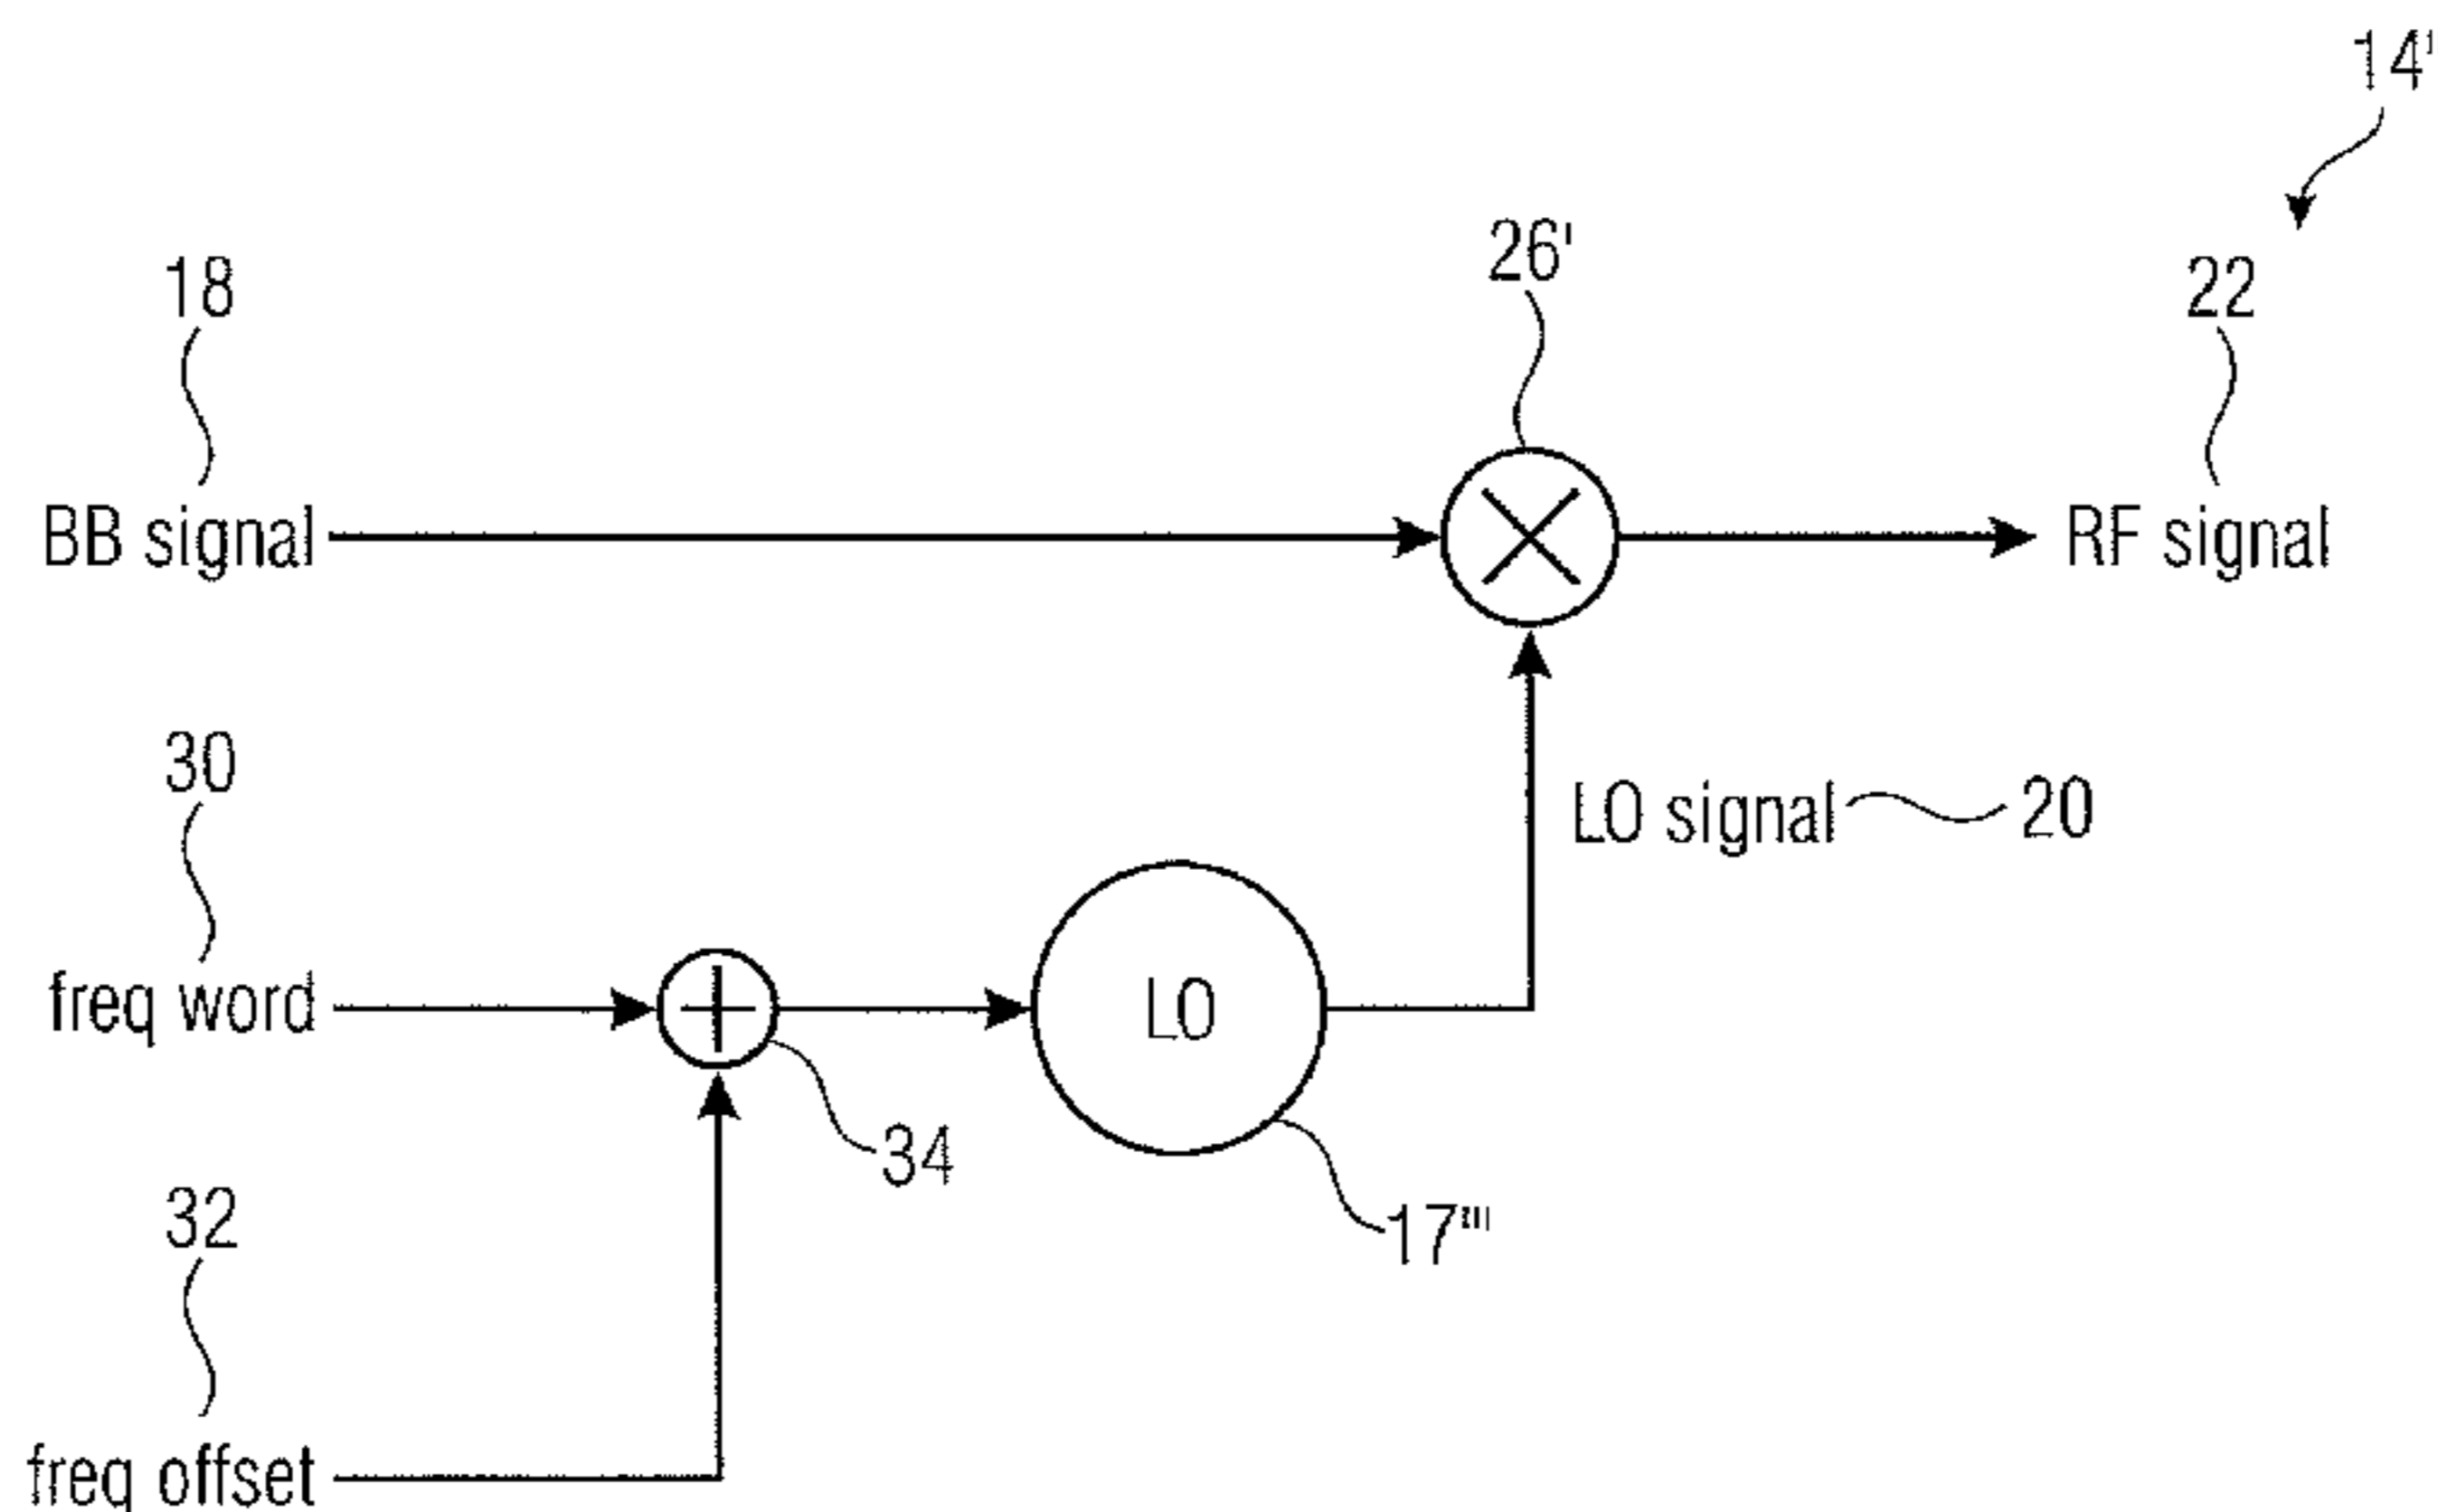 14'
26'
18
22
BB signal
RF signal
30
LO signal
20
freq word
LO
34
32
17'''
freq offset